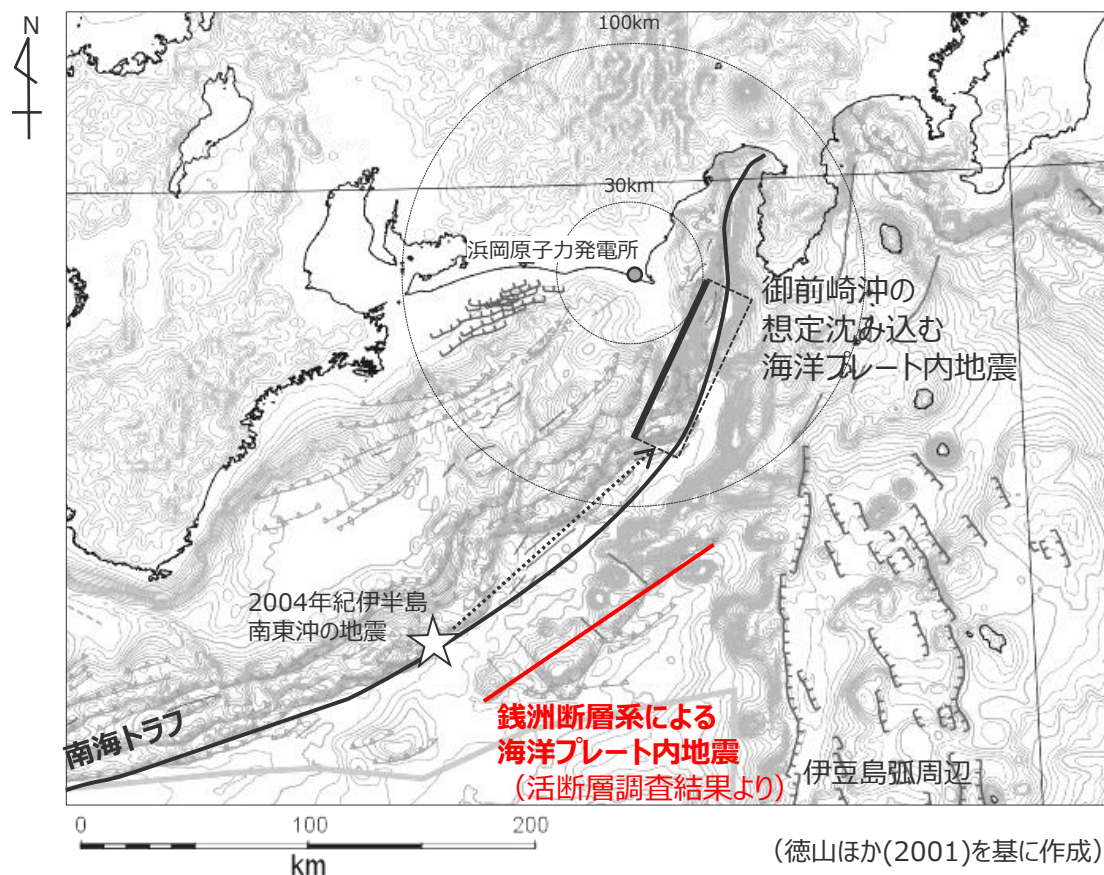 N
100km
30km
浜岡原子力発電所
御前崎沖の
想定沈み込む
海洋プレート内地震
2004年紀伊半島
南東沖の地震
南海トラフ
銭洲断層系による
海洋プレート内地震
（活断層調査結果より）
伊豆島弧周辺
0 100 200
km
（徳山ほか(2001)を基に作成）